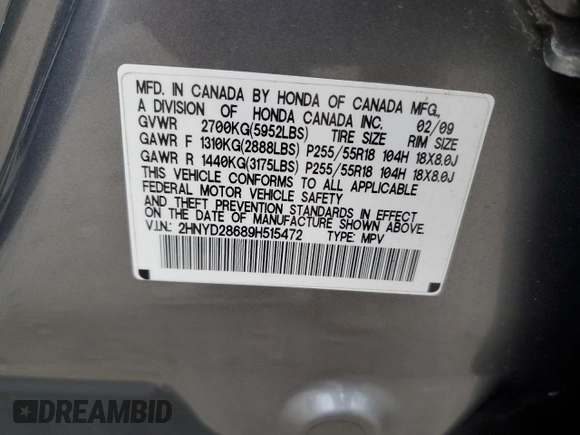 MFD. IN CANADA BY HONDA OF CANADA MFG.,
A DIVISION OF HONDA CANADA INC. 02/09
GVWR 2700KG(5952LBS) TIRE SIZE RIM SIZE
GAWR F 1310KG(2888LBS) P255/55R18 104H 18X8.0J
GAWR R 1440KG(3175LBS) P255/55R18 104H 18X8.0J
THIS VEHICLE CONFORMS TO ALL APPLICABLE
FEDERAL MOTOR VEHICLE SAFETY
AND THEFT PREVENTION STANDARDS IN EFFECT
ON THE DATE OF MANUFACTURE SHOWN ABOVE.
V.I.N.: 2HNYD28689H515472 TYPE: MPV
DREAMBID